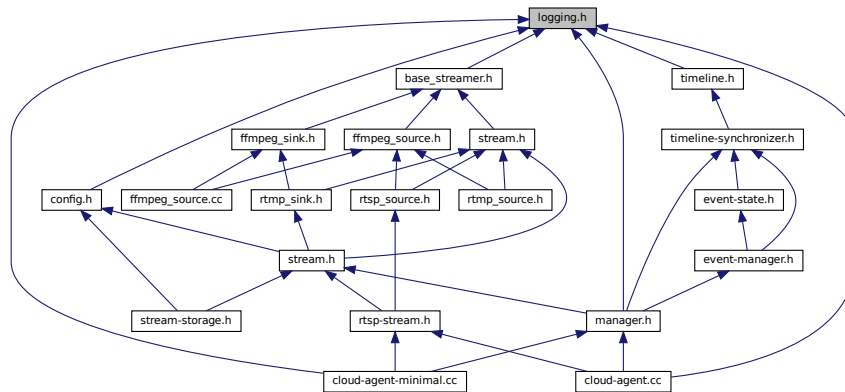 logging.h
base_streamer.h
timeline.h
ffmpeg_sink.h
ffmpeg_source.h
stream.h
timeline-synchronizer.h
config.h
ffmpeg_source.cc
rtmp_sink.h
rtsp_source.h
rtmp_source.h
event-state.h
stream.h
event-manager.h
stream-storage.h
rtsp-stream.h
manager.h
cloud-agent-minimal.cc
cloud-agent.cc